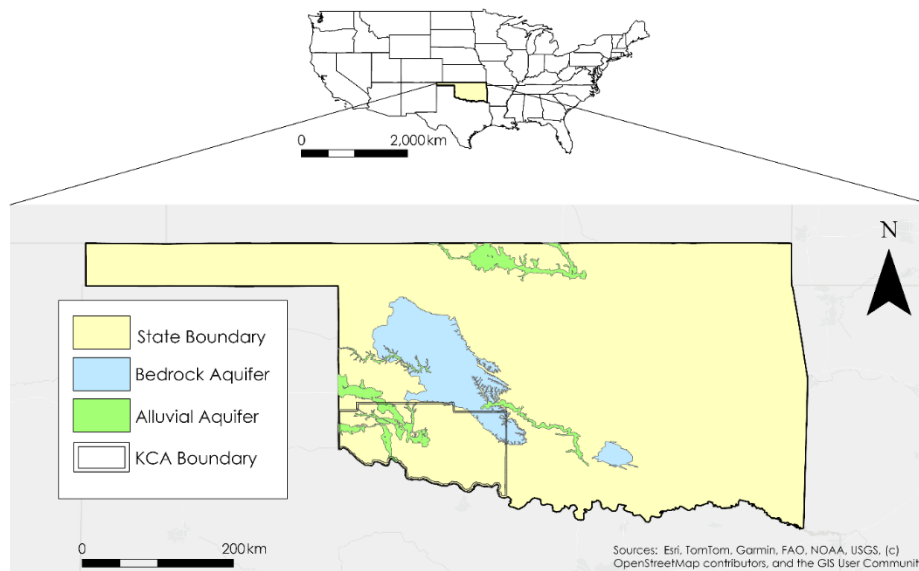 0 2,000 km
N
State Boundary
Bedrock Aquifer
Alluvial Aquifer
KCA Boundary
0 200 km
Sources: Esri, TomTom, Garmin, FAO, NOAA, USGS, (c)
OpenStreetMap contributors, and the GIS User Communit